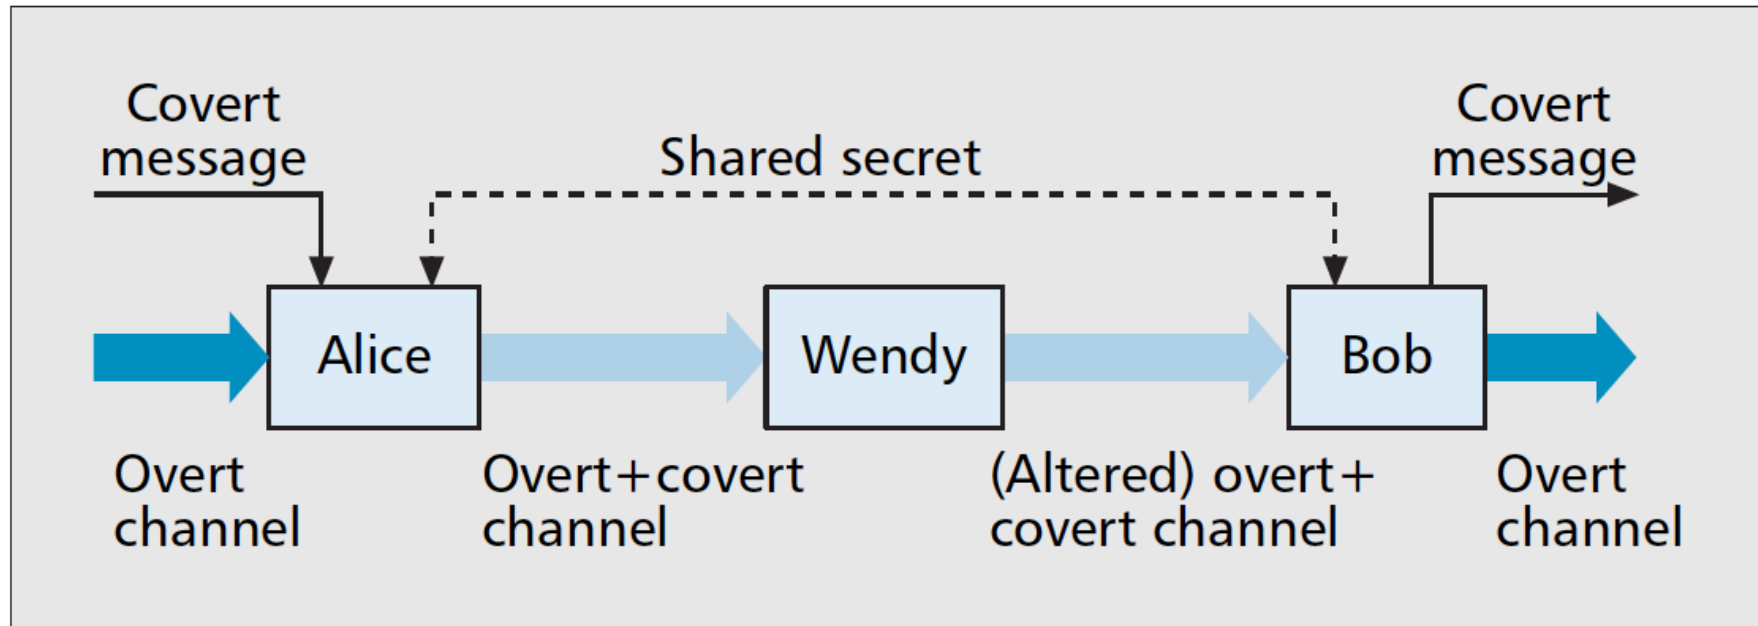 Covert
message
Shared secret
Covert
message
Alice
Wendy
Bob
Overt
channel
Overt+covert
channel
(Altered) overt+
covert channel
Overt
channel